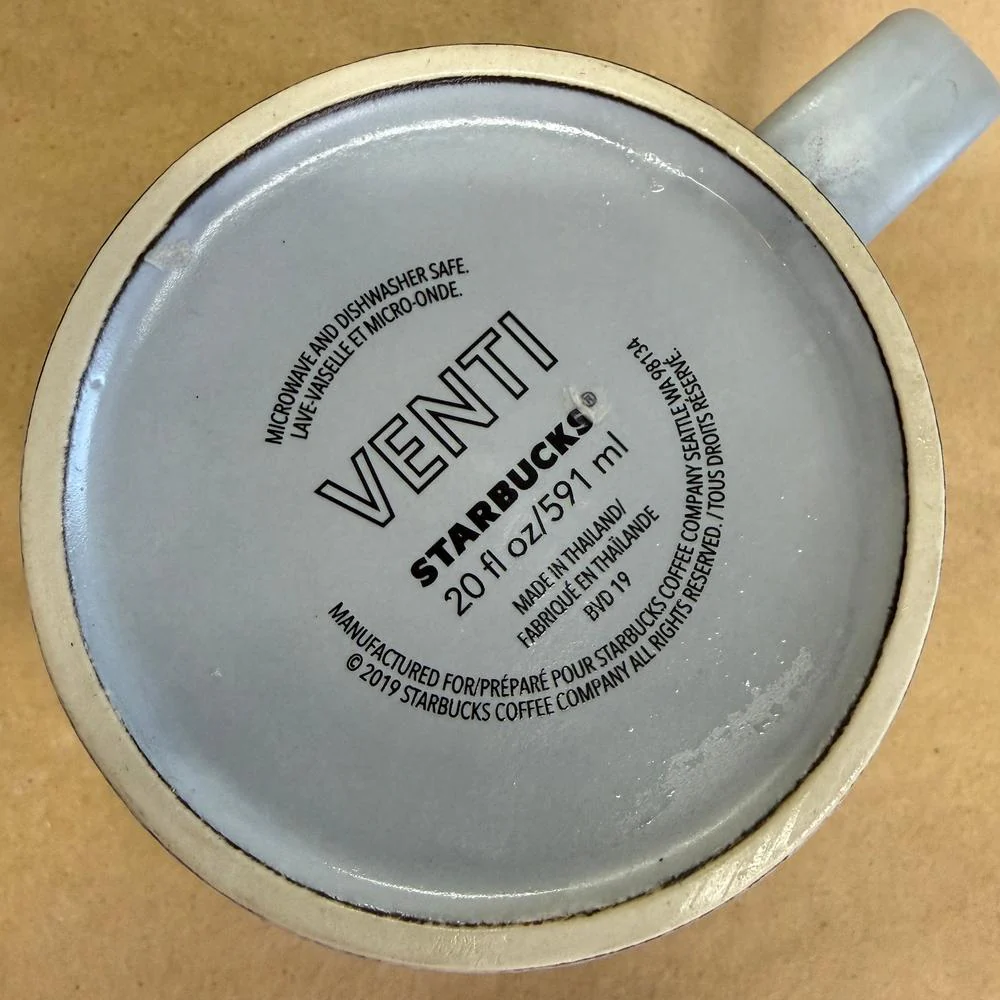 MICROWAVE AND DISHWASHER SAFE.
LAVE-VAISELLE ET MICRO-ONDE.
VENTI
STARBUCKS®
20 fl oz/591 ml
MADE IN THAILAND/
FABRIQUÉ EN THAÏLANDE
BVD 19
MANUFACTURED FOR/PRÉPARÉ POUR STARBUCKS COFFEE COMPANY SEATTLE WA 98134
© 2019 STARBUCKS COFFEE COMPANY ALL RIGHTS RESERVED. / TOUS DROITS RÉSERVÉ.